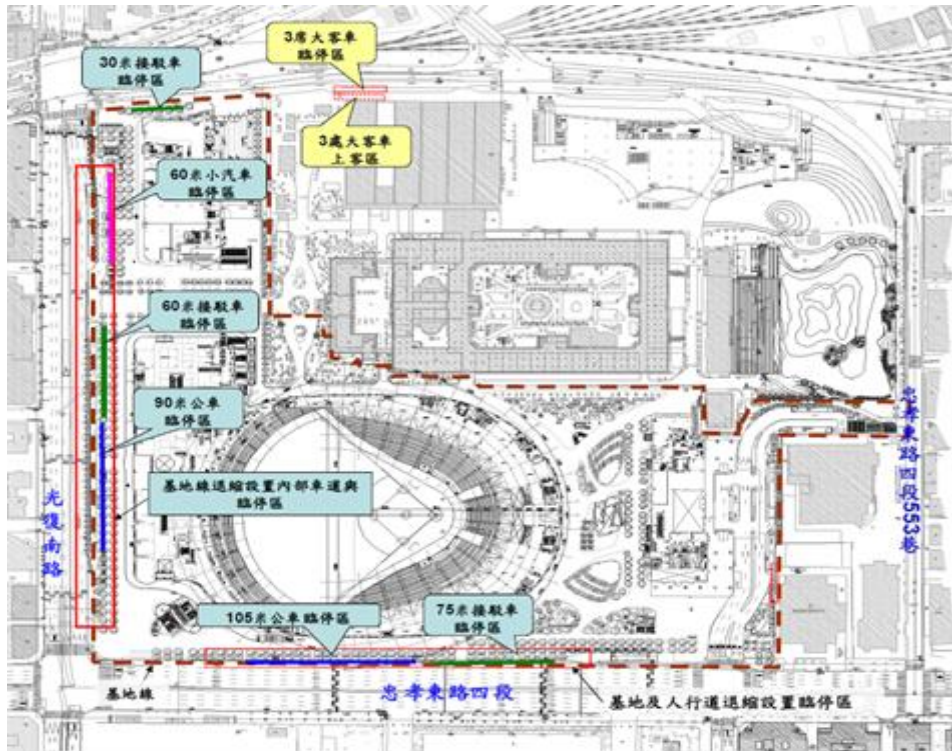 3席大客車
臨停區
30米接駁車
臨停區
3處大客車
上客區
60米小汽車
臨停區
60米接駁車
臨停區
90米公車
臨停區
基地線退縮設置內部車道與
臨停區
光復南路
忠孝東路四段553巷
105米公車臨停區
75米接駁車
臨停區
基地線
忠孝東路四段
基地及人行道退縮設置臨停區